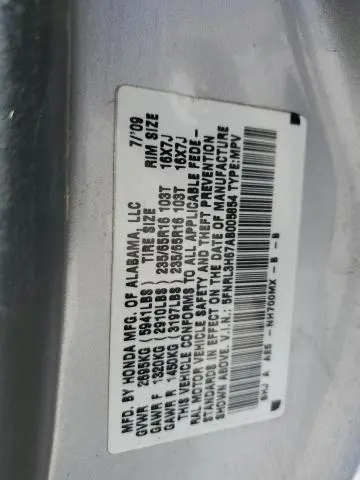 MFD. BY HONDA MFG. OF ALABAMA, LLC 7/'09
GVWR 2695KG (5941LBS) TIRE SIZE RIM SIZE
GAWR F 1320KG (2910LBS) 235/65R16 103T 16X7J
GAWR R 1450KG (3197LBS) 235/65R16 103T 16X7J
THIS VEHICLE CONFORMS TO ALL APPLICABLE FEDE-
RAL MOTOR VEHICLE SAFETY AND THEFT PREVENTION
STANDARDS IN EFFECT ON THE DATE OF MANUFACTURE
SHOWN ABOVE. V.I.N.: 5FNRL3H67AB005854 TYPE:MPV
SHJ A NH700MX - B - B